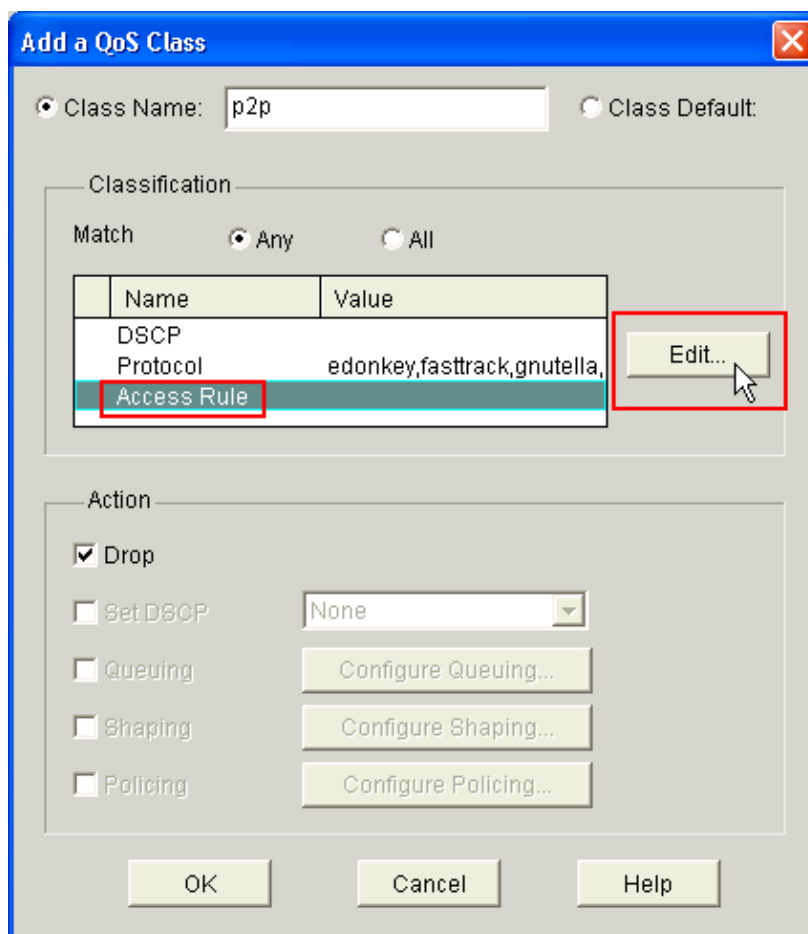 Add a QoS Class
Class Name: p2p Class Default:
Classification
Match Any All
Name Value
DSCP
Protocol edonkey,fasttrack,gnutella,
Edit...
Access Rule
Action
Drop
Set DSCP None
Queuing Configure Queuing...
Shaping Configure Shaping...
Policing Configure Policing...
OK Cancel Help